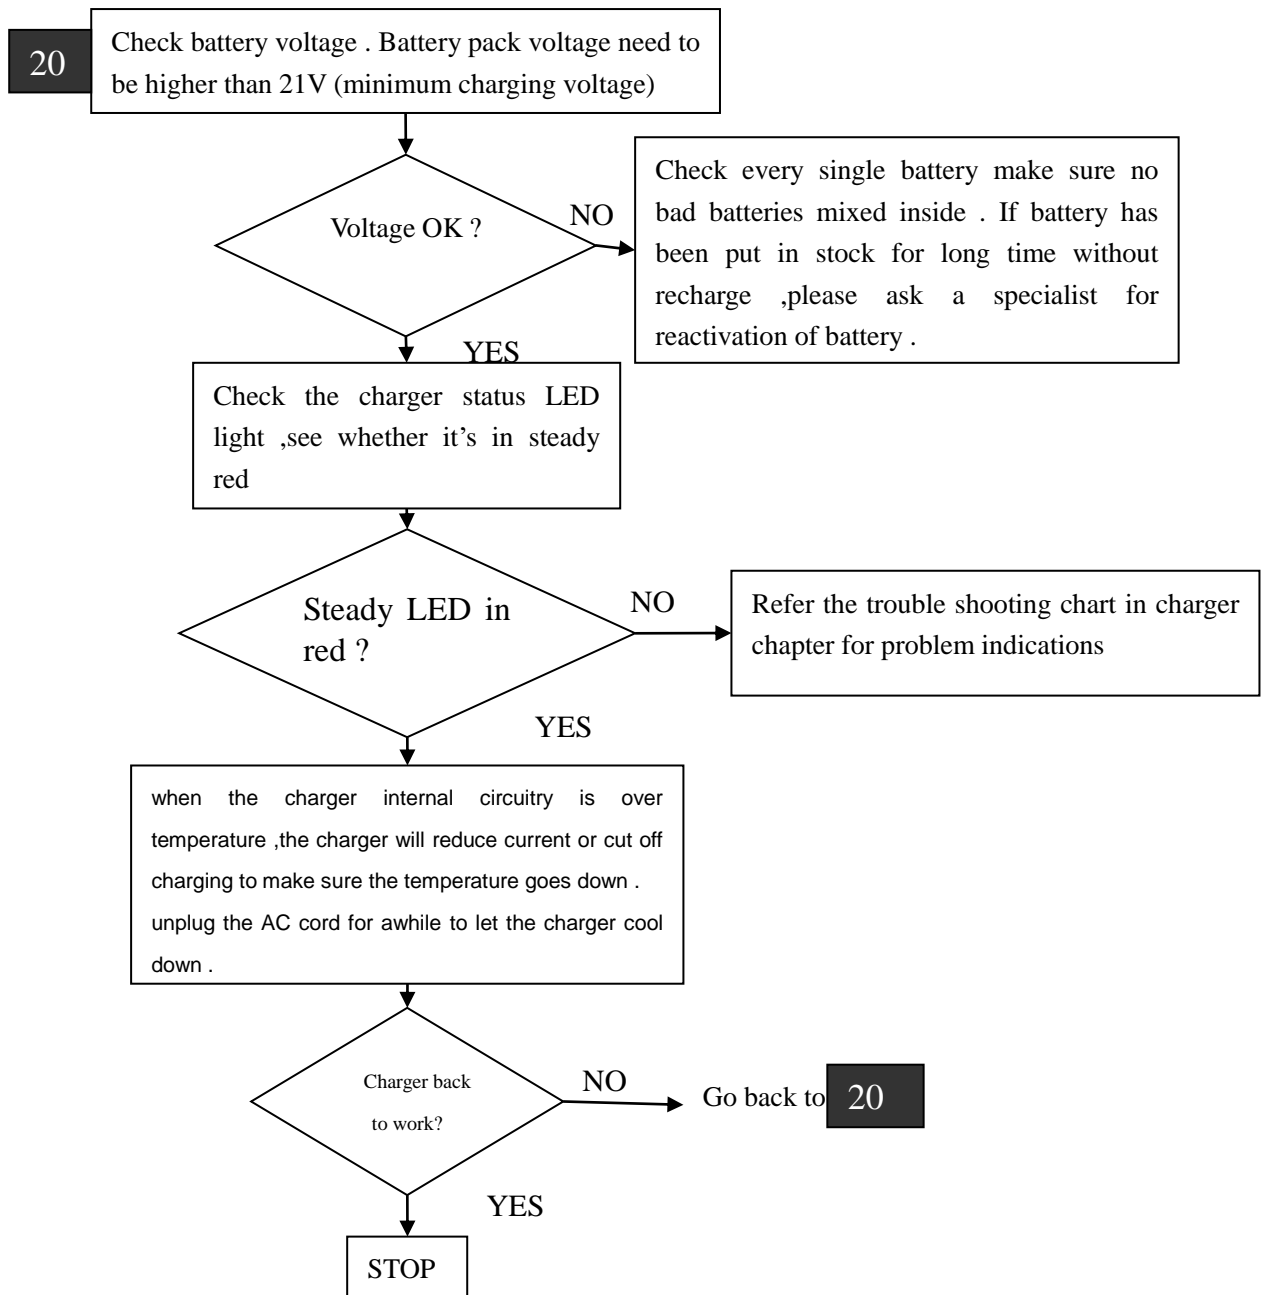 20
Check battery voltage . Battery pack voltage need to
be higher than 21V (minimum charging voltage)
Voltage OK ?
NO
Check every single battery make sure no
bad batteries mixed inside . If battery has
been put in stock for long time without
recharge ,please ask a specialist for
reactivation of battery .
YES
Check the charger status LED
light ,see whether it’s in steady
red
Steady LED in
red ?
NO
Refer the trouble shooting chart in charger
chapter for problem indications
YES
when the charger internal circuitry is over
temperature ,the charger will reduce current or cut off
charging to make sure the temperature goes down .
unplug the AC cord for awhile to let the charger cool
down .
Charger back
to work?
NO
Go back to 20
YES
STOP